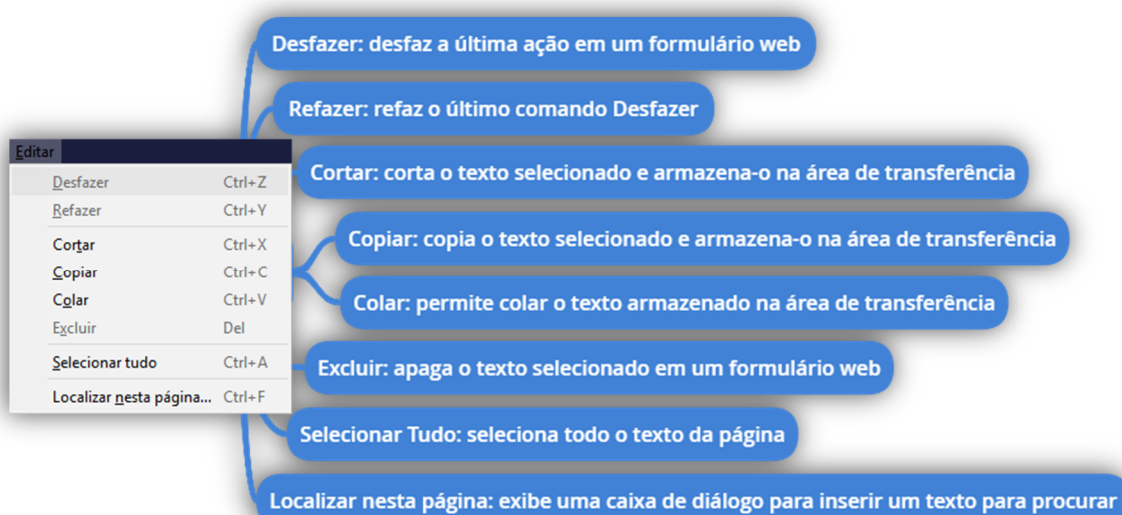 Desfazer: desfaz a última ação em um formulário web
Refazer: refaz o último comando Desfazer
Editar
Desfazer Ctrl+Z
Refazer Ctrl+Y
Cortar Ctrl+X
Copiar Ctrl+C
Colar Ctrl+V
Excluir Del
Selecionar tudo Ctrl+A
Localizar nesta página... Ctrl+F
Cortar: corta o texto selecionado e armazena-o na área de transferência
Copiar: copia o texto selecionado e armazena-o na área de transferência
Colar: permite colar o texto armazenado na área de transferência
Excluir: apaga o texto selecionado em um formulário web
Selecionar Tudo: seleciona todo o texto da página
Localizar nesta página: exibe uma caixa de diálogo para inserir um texto para procurar